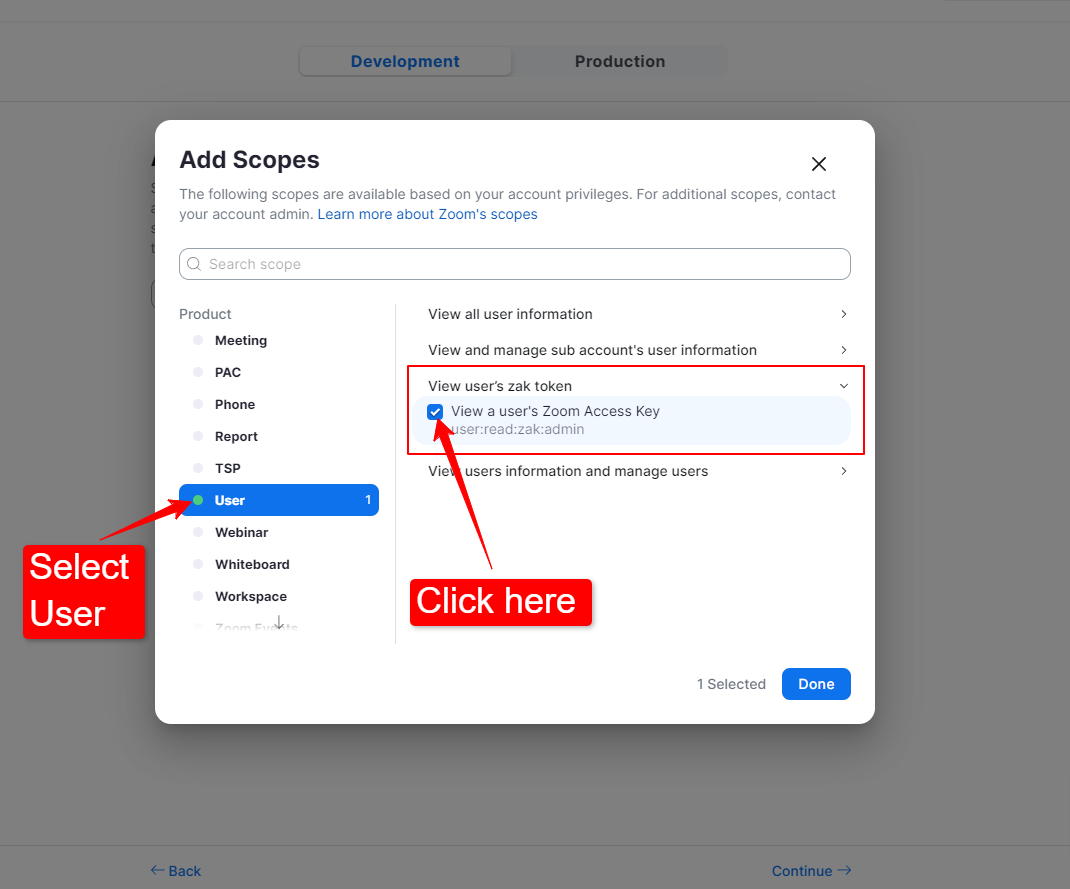 Development
Production
Add Scopes
The following scopes are available based on your account privileges. For additional scopes, contact
your account admin. Learn more about Zoom's scopes
Search scope
Product
Meeting
PAC
Phone
Report
TSP
User 1
Webinar
Whiteboard
Workspace
Zoom Events
View all user information
View and manage sub account's user information
View user’s zak token
View a user's Zoom Access Key
user:read:zak:admin
View users information and manage users
Select
User
Click here
1 Selected
Done
Back
Continue